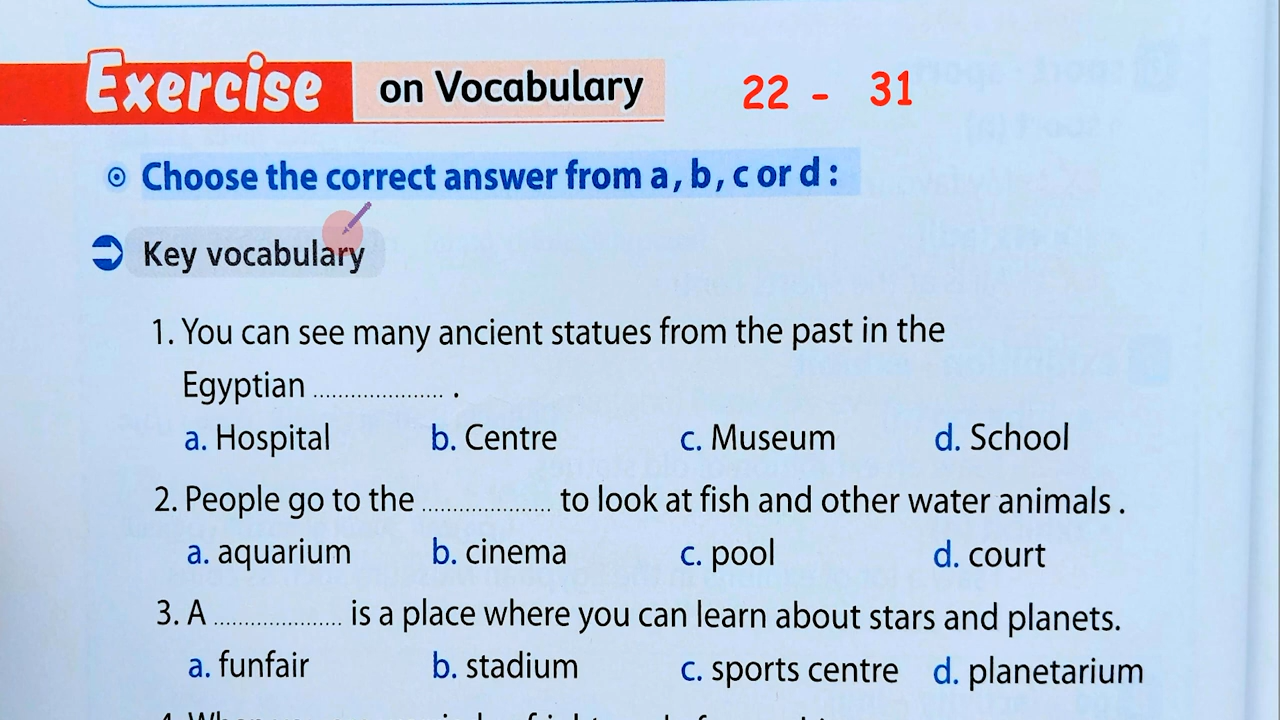 Exercise on Vocabulary 22 - 31
Choose the correct answer from a, b, c or d :
Key vocabulary
1. You can see many ancient statues from the past in the
Egyptian ..................... .
a. Hospital b. Centre c. Museum d. School
2. People go to the ..................... to look at fish and other water animals .
a. aquarium b. cinema c. pool d. court
3. A ..................... is a place where you can learn about stars and planets.
a. funfair b. stadium c. sports centre d. planetarium